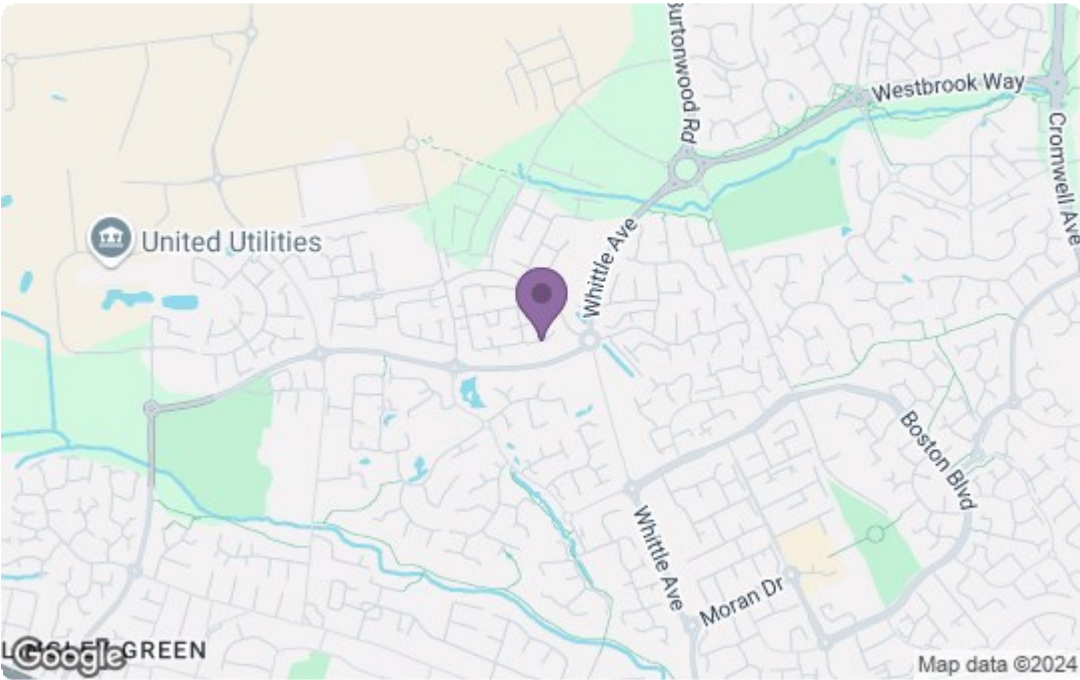 Burtonwood Rd
Westbrook Way
Cromwell Ave
United Utilities
Whittle Ave
Boston Blvd
Whittle Ave
Moran Dr
GREEN
Google
Map data ©2024